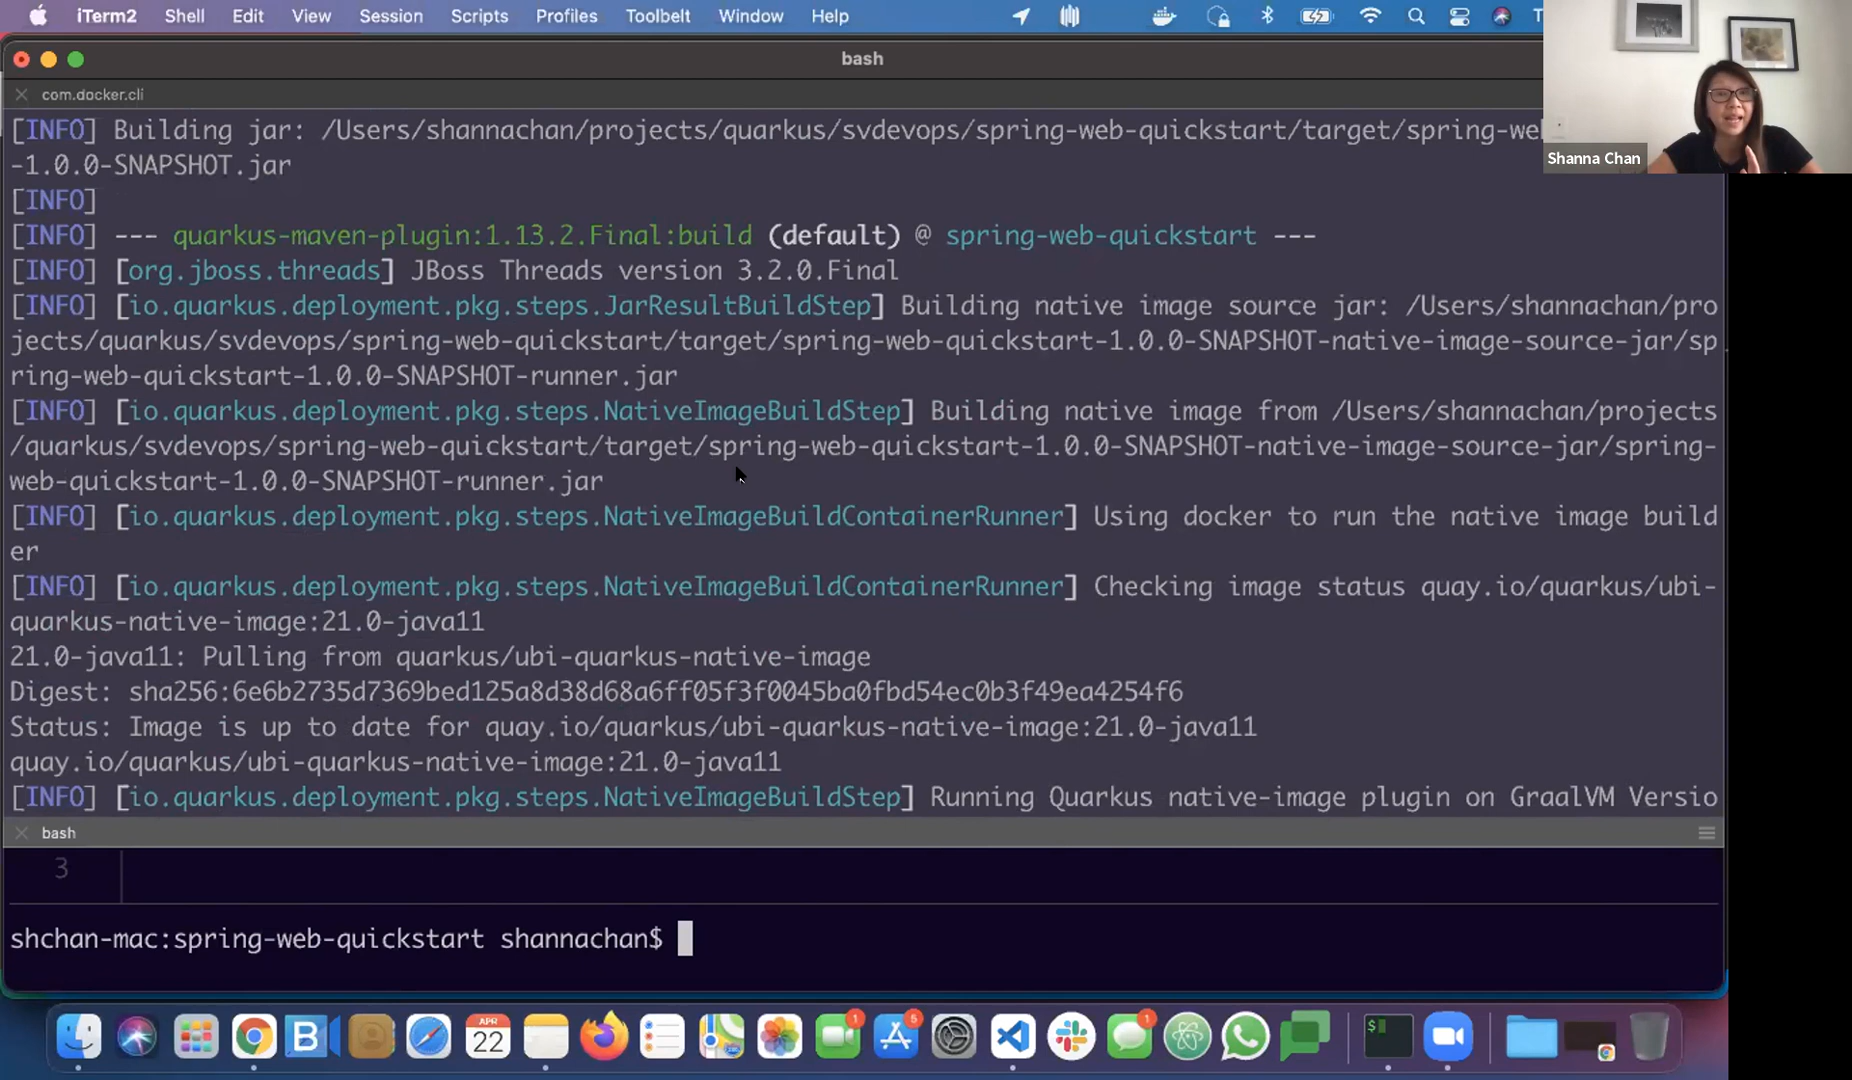 iTerm2 Shell Edit View Session Scripts Profiles Toolbelt Window Help
bash
com.docker.cli
[INFO] Building jar: /Users/shannachan/projects/quarkus/svdevops/spring-web-quickstart/target/spring-we
-1.0.0-SNAPSHOT.jar
[INFO]
[INFO] --- quarkus-maven-plugin:1.13.2.Final:build (default) @ spring-web-quickstart ---
[INFO] [org.jboss.threads] JBoss Threads version 3.2.0.Final
[INFO] [io.quarkus.deployment.pkg.steps.JarResultBuildStep] Building native image source jar: /Users/shannachan/pro
jects/quarkus/svdevops/spring-web-quickstart/target/spring-web-quickstart-1.0.0-SNAPSHOT-native-image-source-jar/sp
ring-web-quickstart-1.0.0-SNAPSHOT-runner.jar
[INFO] [io.quarkus.deployment.pkg.steps.NativeImageBuildStep] Building native image from /Users/shannachan/projects
/quarkus/svdevops/spring-web-quickstart/target/spring-web-quickstart-1.0.0-SNAPSHOT-native-image-source-jar/spring-
web-quickstart-1.0.0-SNAPSHOT-runner.jar
[INFO] [io.quarkus.deployment.pkg.steps.NativeImageBuildContainerRunner] Using docker to run the native image build
er
[INFO] [io.quarkus.deployment.pkg.steps.NativeImageBuildContainerRunner] Checking image status quay.io/quarkus/ubi-
quarkus-native-image:21.0-java11
21.0-java11: Pulling from quarkus/ubi-quarkus-native-image
Digest: sha256:6e6b2735d7369bed125a8d38d68a6ff05f3f0045ba0fbd54ec0b3f49ea4254f6
Status: Image is up to date for quay.io/quarkus/ubi-quarkus-native-image:21.0-java11
quay.io/quarkus/ubi-quarkus-native-image:21.0-java11
[INFO] [io.quarkus.deployment.pkg.steps.NativeImageBuildStep] Running Quarkus native-image plugin on GraalVM Versio
bash
3
shchan-mac:spring-web-quickstart shannachan$
Shanna Chan
APR
22
1
5
1